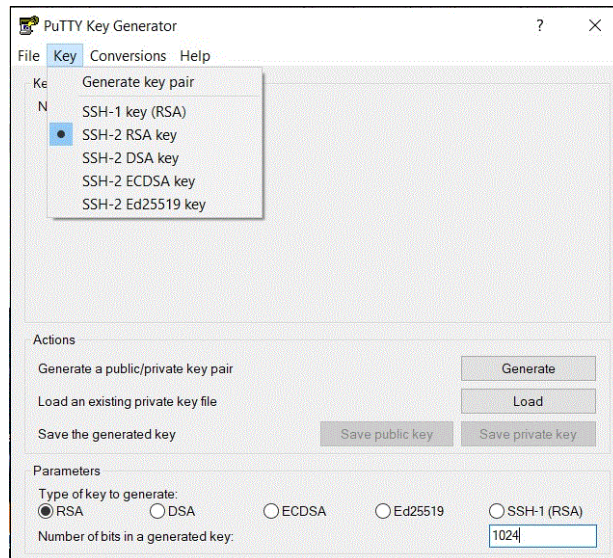 PuTTY Key Generator ?
File Key Conversions Help
Ke
Generate key pair
N
SSH-1 key (RSA)
SSH-2 RSA key
SSH-2 DSA key
SSH-2 ECDSA key
SSH-2 Ed25519 key
Actions
Generate a public/private key pair Generate
Load an existing private key file Load
Save the generated key Save public key Save private key
Parameters
Type of key to generate:
RSA DSA ECDSA Ed25519 SSH-1 (RSA)
Number of bits in a generated key: 1024